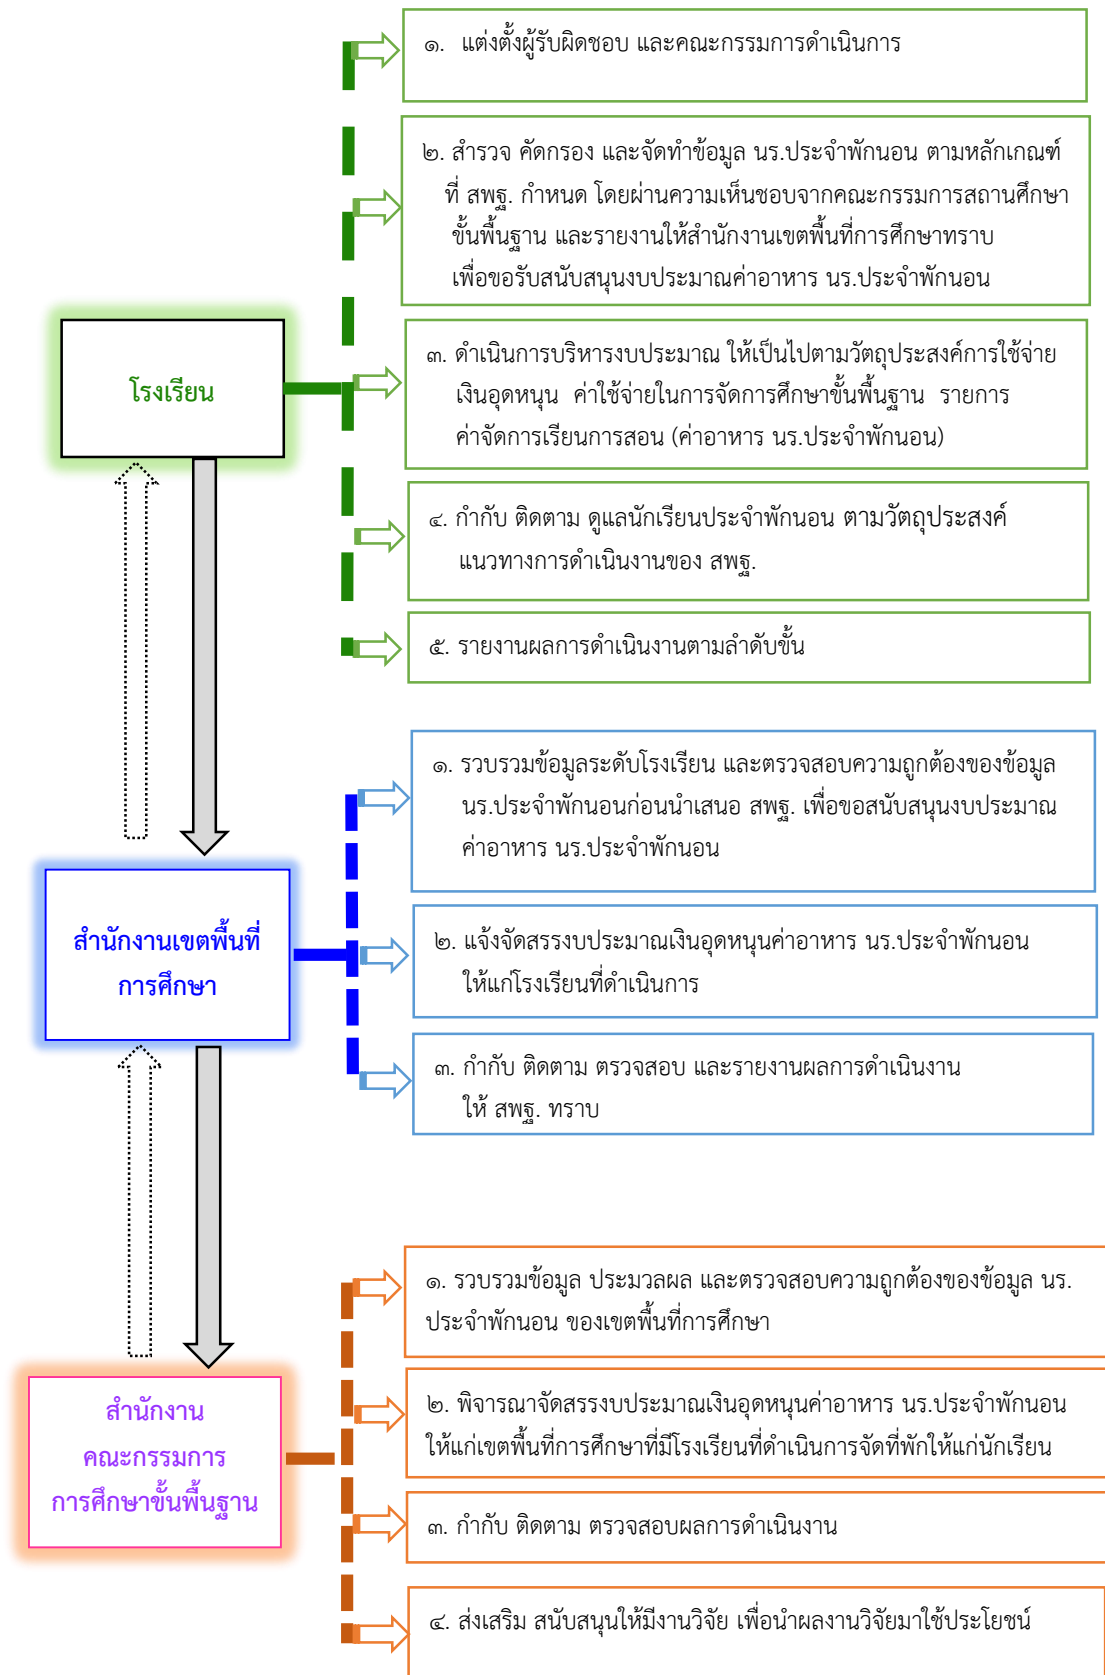 ๑. แต่งตั้งผู้รับผิดชอบ และคณะกรรมการดำเนินการ
๒. สำรวจ คัดกรอง และจัดทำข้อมูล นร.ประจำพักนอน ตามหลักเกณฑ์
ที่ สพฐ. กำหนด โดยผ่านความเห็นชอบจากคณะกรรมการสถานศึกษา
ขั้นพื้นฐาน และรายงานให้สำนักงานเขตพื้นที่การศึกษาทราบ
เพื่อขอรับสนับสนุนงบประมาณค่าอาหาร นร.ประจำพักนอน
โรงเรียน
๓. ดำเนินการบริหารงบประมาณ ให้เป็นไปตามวัตถุประสงค์การใช้จ่าย
เงินอุดหนุน ค่าใช้จ่ายในการจัดการศึกษาขั้นพื้นฐาน รายการ
ค่าจัดการเรียนการสอน (ค่าอาหาร นร.ประจำพักนอน)
๔. กำกับ ติดตาม ดูแลนักเรียนประจำพักนอน ตามวัตถุประสงค์
แนวทางการดำเนินงานของ สพฐ.
๕. รายงานผลการดำเนินงานตามลำดับขั้น
๑. รวบรวมข้อมูลระดับโรงเรียน และตรวจสอบความถูกต้องของข้อมูล
นร.ประจำพักนอนก่อนนำเสนอ สพฐ. เพื่อขอสนับสนุนงบประมาณ
ค่าอาหาร นร.ประจำพักนอน
สำนักงานเขตพื้นที่
การศึกษา
๒. แจ้งจัดสรรงบประมาณเงินอุดหนุนค่าอาหาร นร.ประจำพักนอน
ให้แก่โรงเรียนที่ดำเนินการ
๓. กำกับ ติดตาม ตรวจสอบ และรายงานผลการดำเนินงาน
ให้ สพฐ. ทราบ
๑. รวบรวมข้อมูล ประมวลผล และตรวจสอบความถูกต้องของข้อมูล นร.
ประจำพักนอน ของเขตพื้นที่การศึกษา
สำนักงาน
คณะกรรมการ
การศึกษาขั้นพื้นฐาน
๒. พิจารณาจัดสรรงบประมาณเงินอุดหนุนค่าอาหาร นร.ประจำพักนอน
ให้แก่เขตพื้นที่การศึกษาที่มีโรงเรียนที่ดำเนินการจัดที่พักให้แก่นักเรียน
๓. กำกับ ติดตาม ตรวจสอบผลการดำเนินงาน
๔. ส่งเสริม สนับสนุนให้มีงานวิจัย เพื่อนำผลงานวิจัยมาใช้ประโยชน์